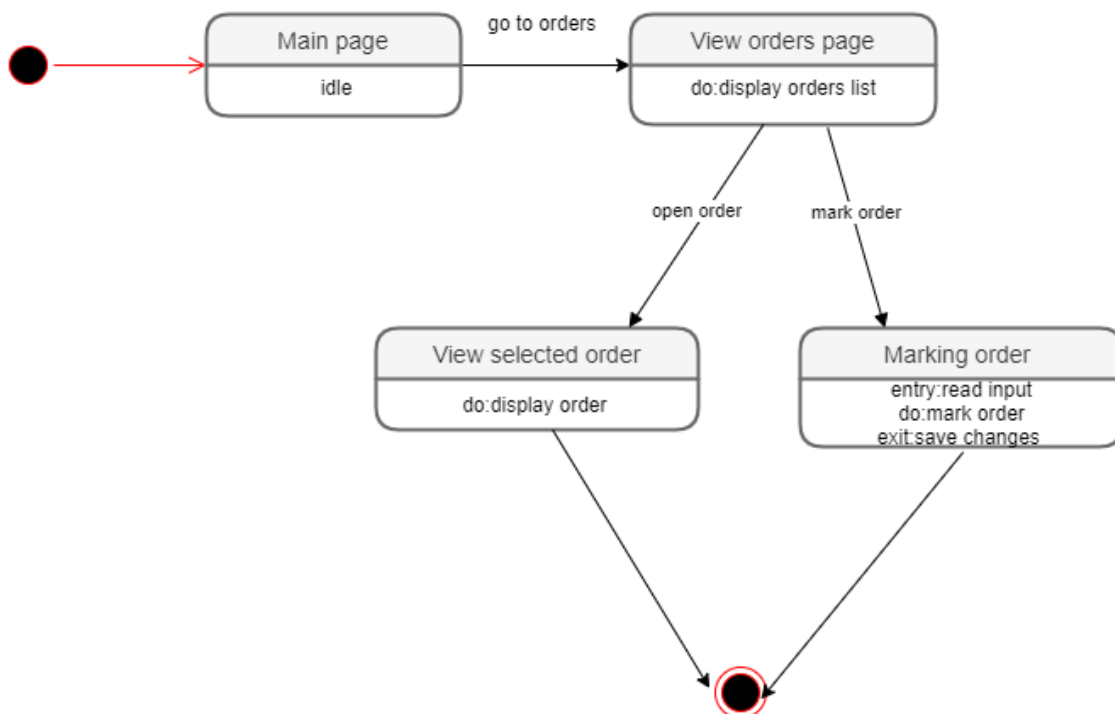 go to orders
Main page
idle
View orders page
do:display orders list
open order
mark order
View selected order
do:display order
Marking order
entry:read input
do:mark order
exit:save changes